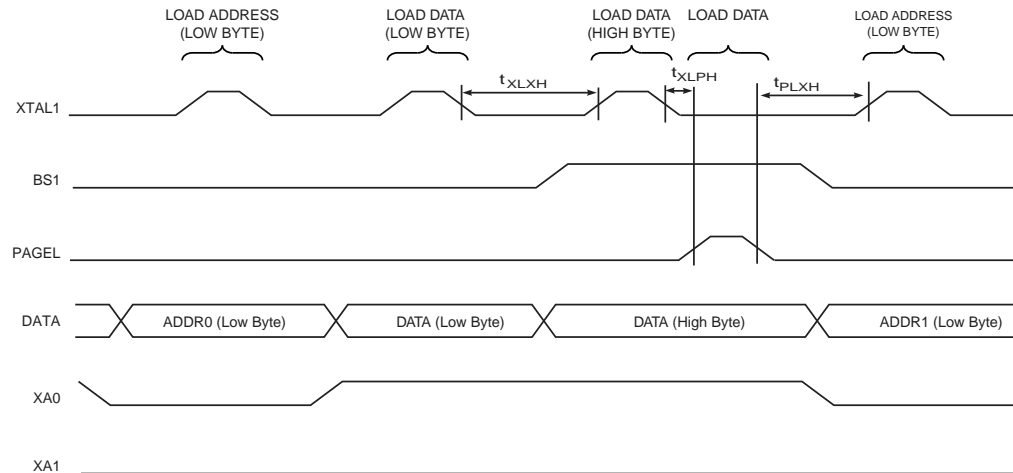 LOAD ADDRESS
(LOW BYTE)
LOAD DATA
(LOW BYTE)
LOAD DATA
(HIGH BYTE)
LOAD DATA
LOAD ADDRESS
(LOW BYTE)
tXLXH
tXLPH
tPLXH
XTAL1
BS1
PAGEL
DATA
ADDR0 (Low Byte)
DATA (Low Byte)
DATA (High Byte)
ADDR1 (Low Byte)
XA0
XA1